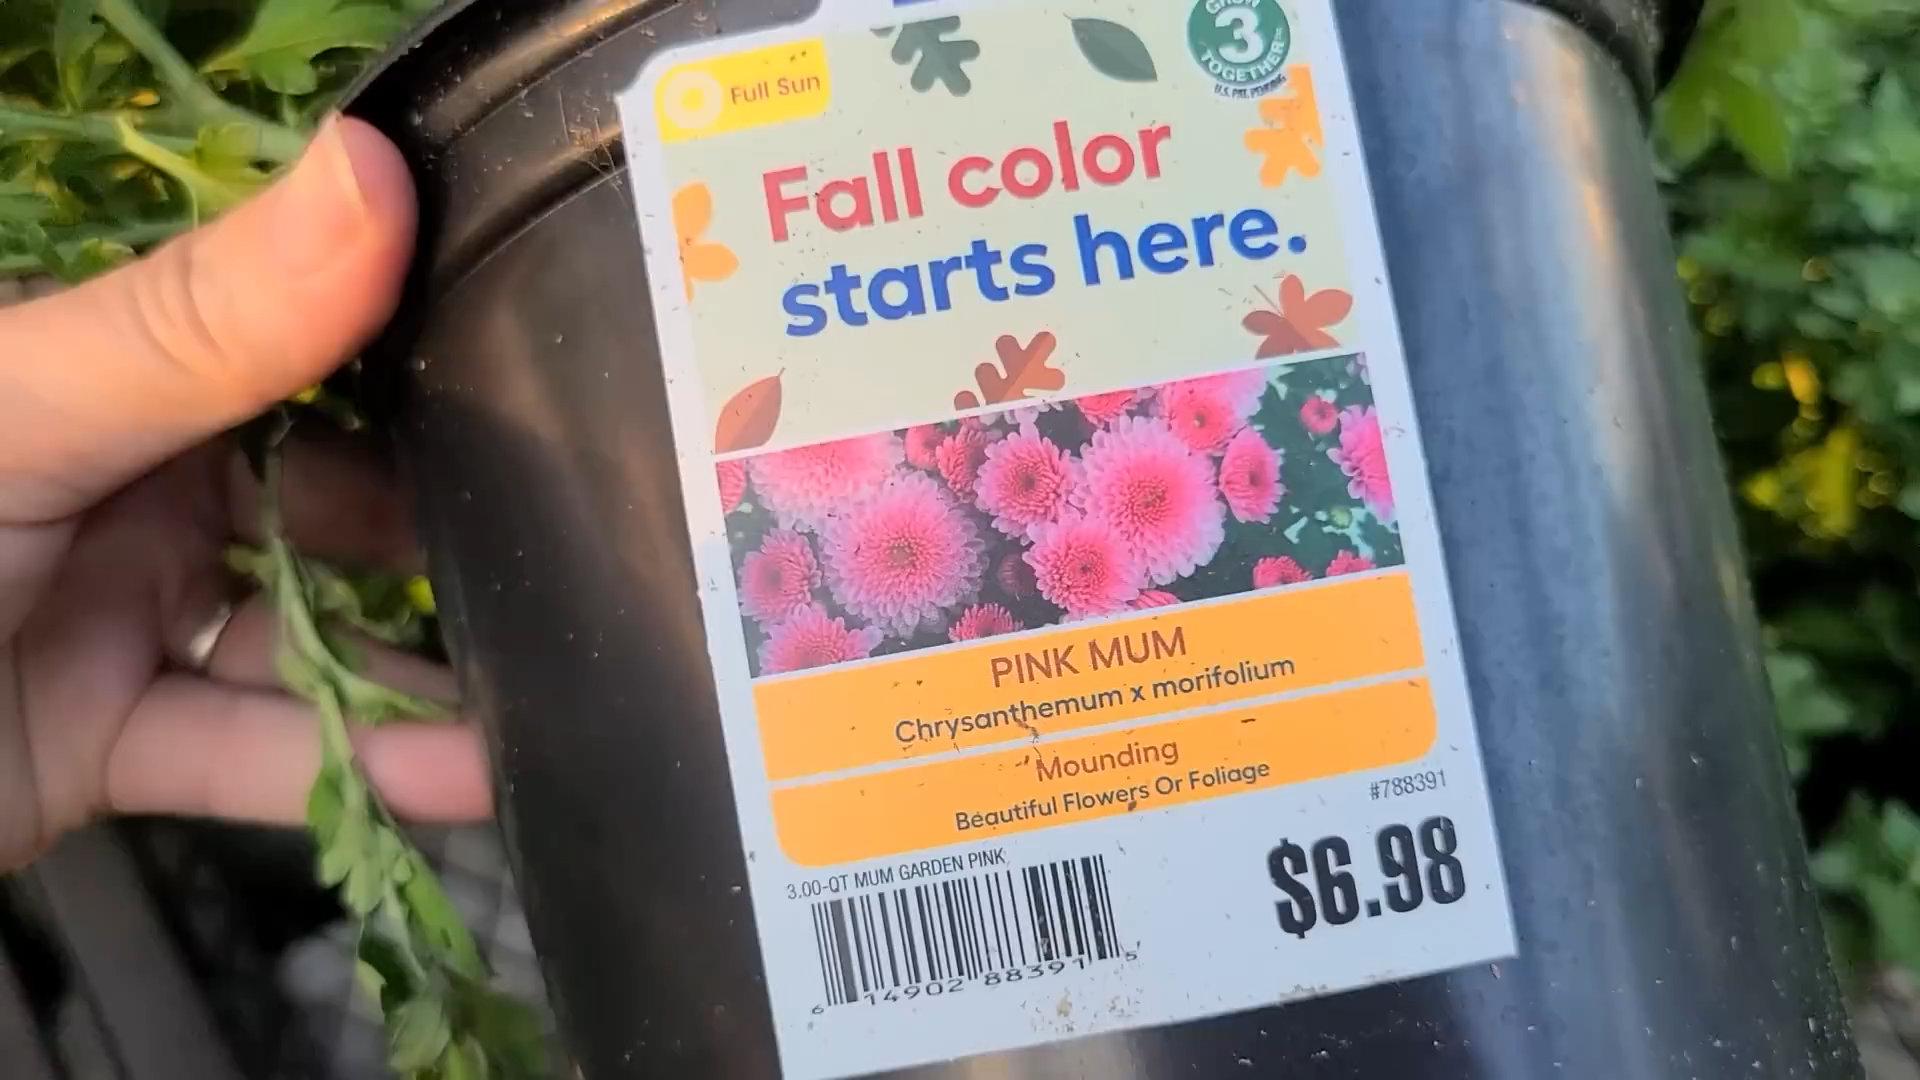 Full Sun
GROW
3
TOGETHER™
U.S. PAT. PENDING
Fall color
starts here.
PINK MUM
Chrysanthemum x morifolium
Mounding
Beautiful Flowers Or Foliage
#788391
3.00-QT MUM GARDEN PINK
$6.98
6 14902 88391 5